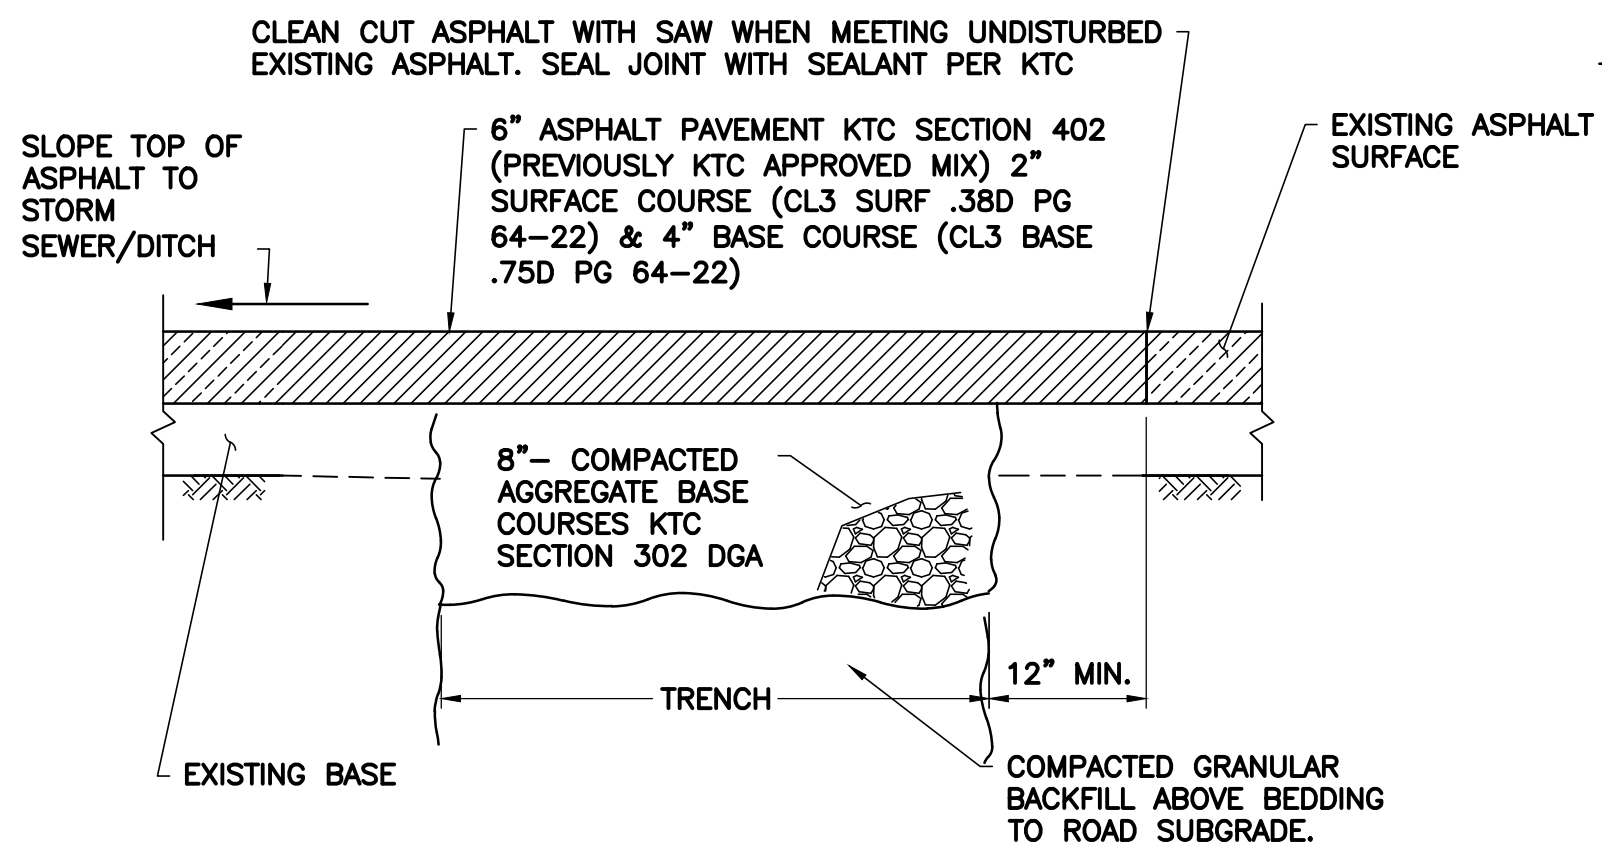 CLEAN CUT ASPHALT WITH SAW WHEN MEETING UNDISTURBED
EXISTING ASPHALT. SEAL JOINT WITH SEALANT PER KTC
SLOPE TOP OF
ASPHALT TO
STORM
SEWER/DITCH
6" ASPHALT PAVEMENT KTC SECTION 402
(PREVIOUSLY KTC APPROVED MIX) 2"
SURFACE COURSE (CL3 SURF .38D PG
64-22) & 4" BASE COURSE (CL3 BASE
.75D PG 64-22)
EXISTING ASPHALT
SURFACE
8"- COMPACTED
AGGREGATE BASE
COURSES KTC
SECTION 302 DGA
12" MIN.
TRENCH
EXISTING BASE
COMPACTED GRANULAR
BACKFILL ABOVE BEDDING
TO ROAD SUBGRADE.